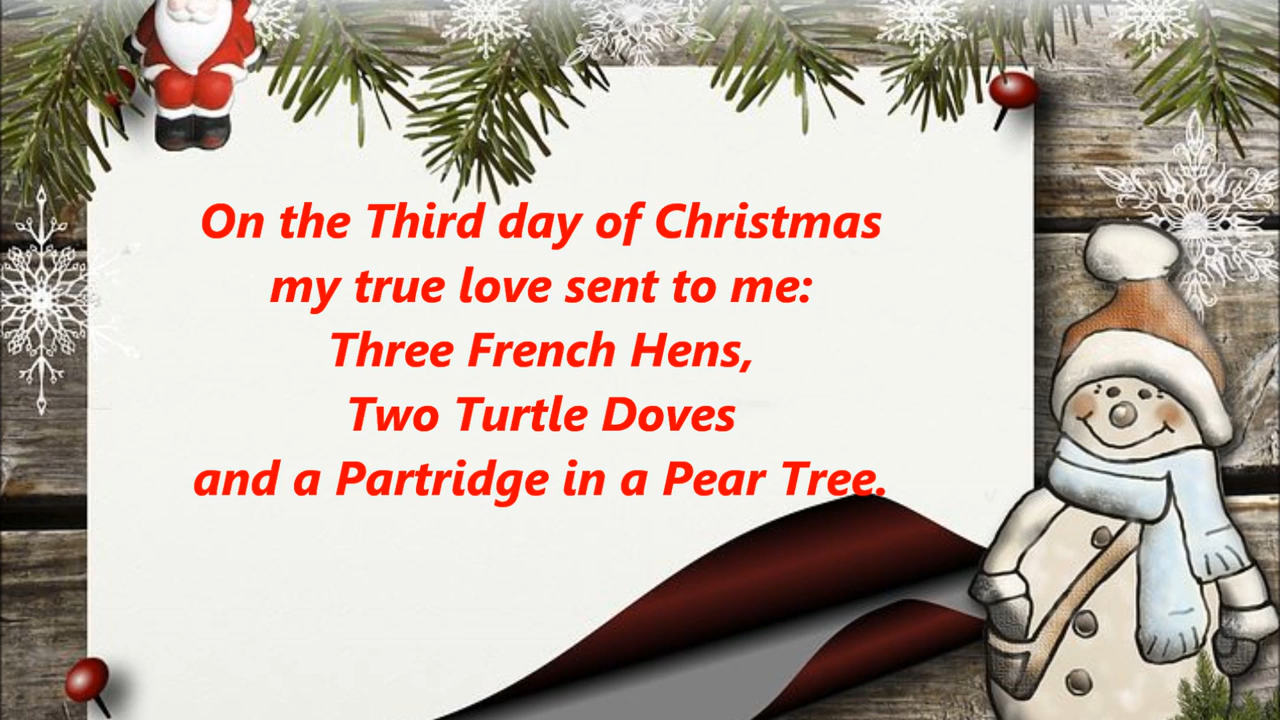 On the Third day of Christmas
my true love sent to me:
Three French Hens,
Two Turtle Doves
and a Partridge in a Pear Tree.